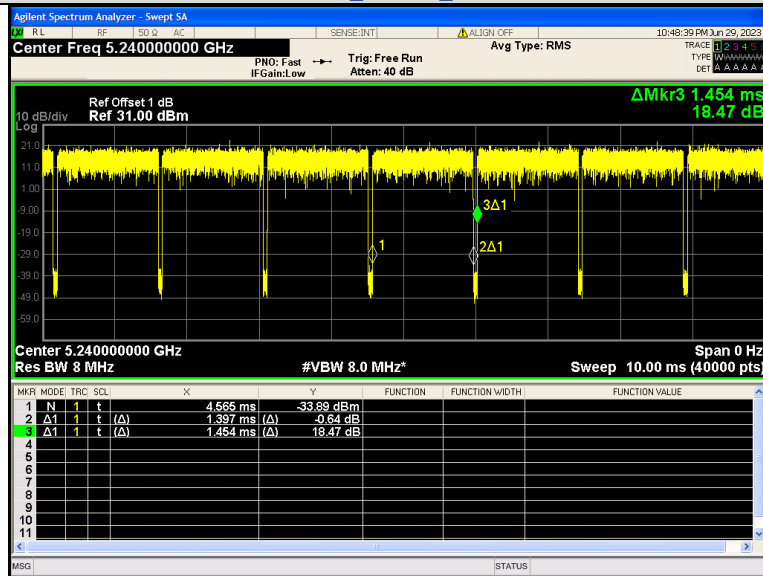 Agilent Spectrum Analyzer - Swept SA
LXI RL RF 50 Ω AC SENSE:INT ALIGN OFF 10:48:39 PM Jun 29, 2023
Center Freq 5.240000000 GHz Avg Type: RMS TRACE 1 2 3 4 5
PNO: Fast Trig: Free Run TYPE
IFGain:Low Atten: 40 dB DET A A A A A
ΔMkr3 1.454 ms
Ref Offset 1 dB
10 dB/div Ref 31.00 dBm 18.47 dB
Log
21.0
11.0
1.00
-9.00
3Δ1
-19.0
1
2Δ1
-29.0
-39.0
-49.0
-59.0
Center 5.240000000 GHz Span 0 Hz
Res BW 8 MHz #VBW 8.0 MHz* Sweep 10.00 ms (40000 pts)
MKR MODE TRC SCL X Y FUNCTION FUNCTION WIDTH FUNCTION VALUE
1 N 1 t 4.565 ms -33.89 dBm
2 Δ1 1 t (Δ) 1.397 ms (Δ) -0.64 dB
3 Δ1 1 t (Δ) 1.454 ms (Δ) 18.47 dB
4
5
6
7
8
9
10
11
MSG STATUS